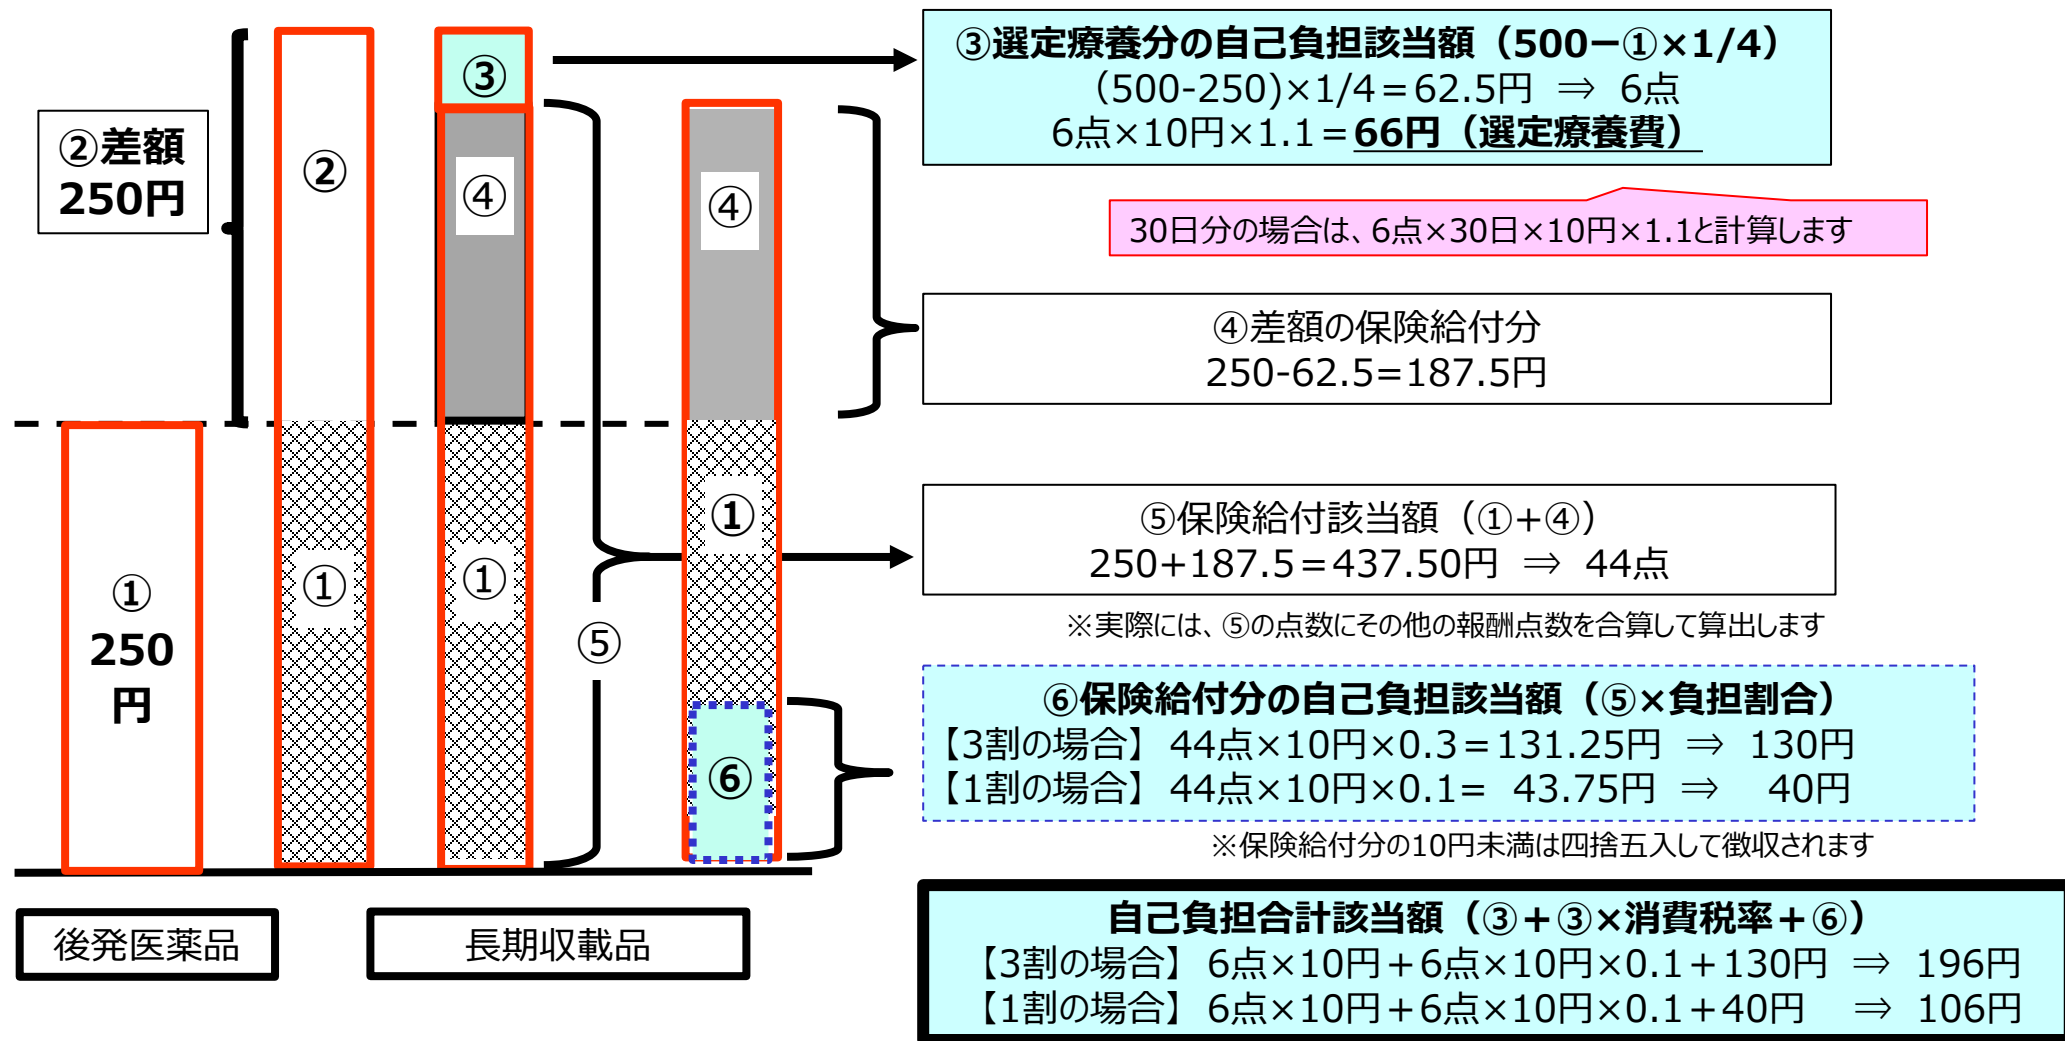 ②差額
250円
①
250
円
②
①
③
④
①
⑤
④
①
⑥
後発医薬品
長期収載品
③選定療養分の自己負担該当額（500ー①×1/4）
(500-250)×1/4＝62.5円 ⇒ 6点
6点×10円×1.1＝66円（選定療養費）
30日分の場合は、6点×30日×10円×1.1と計算します
④差額の保険給付分
250-62.5=187.5円
⑤保険給付該当額（①+④）
250+187.5＝437.50円 ⇒ 44点
※実際には、⑤の点数にその他の報酬点数を合算して算出します
⑥保険給付分の自己負担該当額（⑤×負担割合）
【3割の場合】 44点×10円×0.3＝131.25円 ⇒ 130円
【1割の場合】 44点×10円×0.1= 43.75円 ⇒ 40円
※保険給付分の10円未満は四捨五入して徴収されます
自己負担合計該当額（③＋③×消費税率＋⑥）
【3割の場合】 6点×10円＋6点×10円×0.1＋130円 ⇒ 196円
【1割の場合】 6点×10円＋6点×10円×0.1＋40円 ⇒ 106円